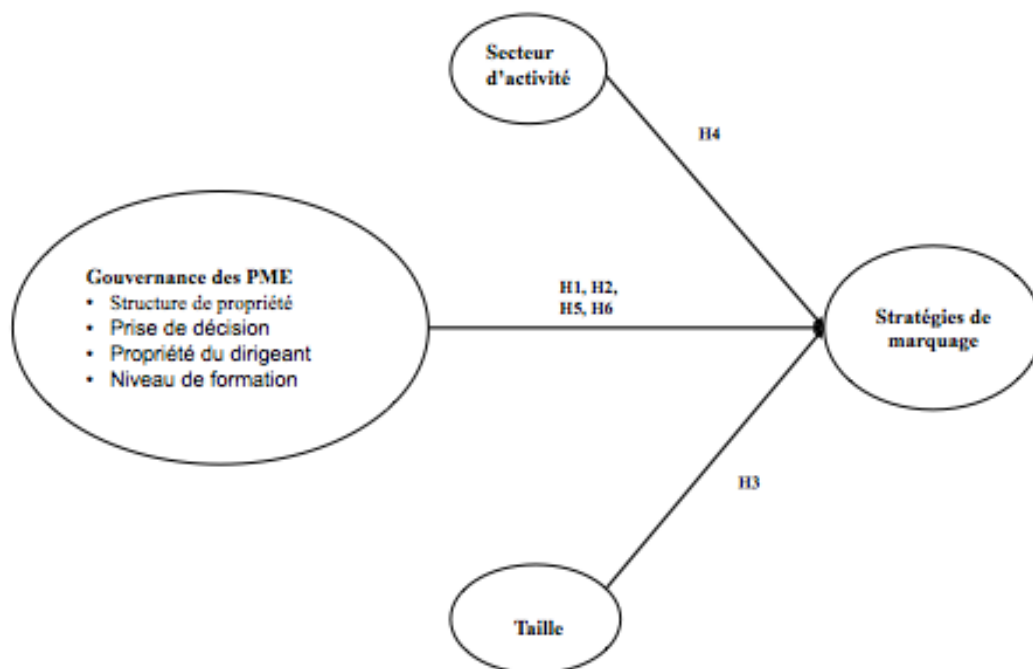 Secteur
d'activité
H4
Gouvernance des PME
• Structure de propriété
• Prise de décision
• Propriété du dirigeant
• Niveau de formation
H1, H2,
H5, H6
Stratégies de
marquage
H3
Taille